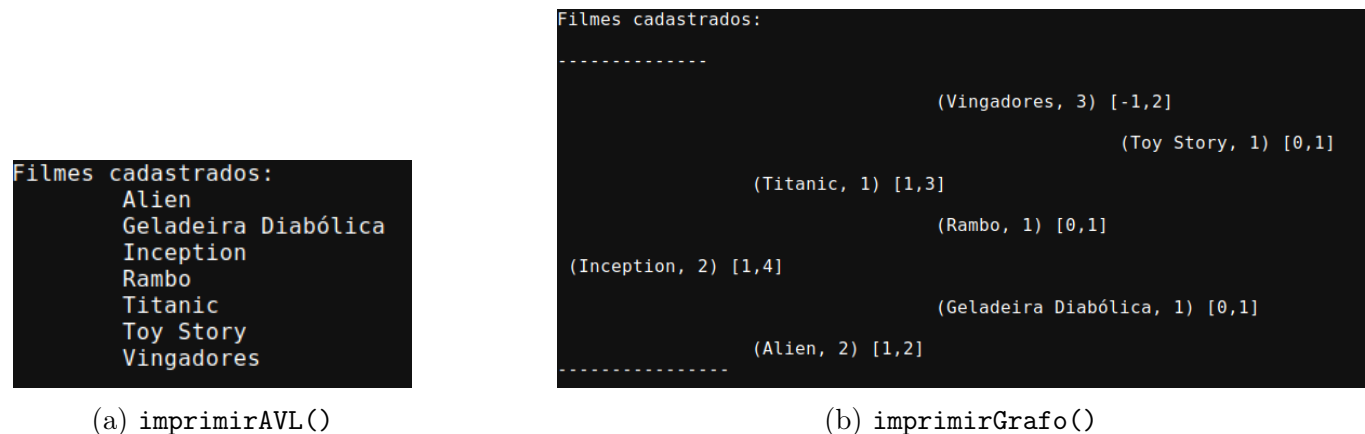 Filmes cadastrados:
Alien
Geladeira Diabólica
Inception
Rambo
Titanic
Toy Story
Vingadores
(a) imprimirAVL()
Filmes cadastrados:
--------------
(Vingadores, 3) [-1,2]
(Toy Story, 1) [0,1]
(Titanic, 1) [1,3]
(Rambo, 1) [0,1]
(Inception, 2) [1,4]
(Geladeira Diabólica, 1) [0,1]
(Alien, 2) [1,2]
----------------
(b) imprimirGrafo()